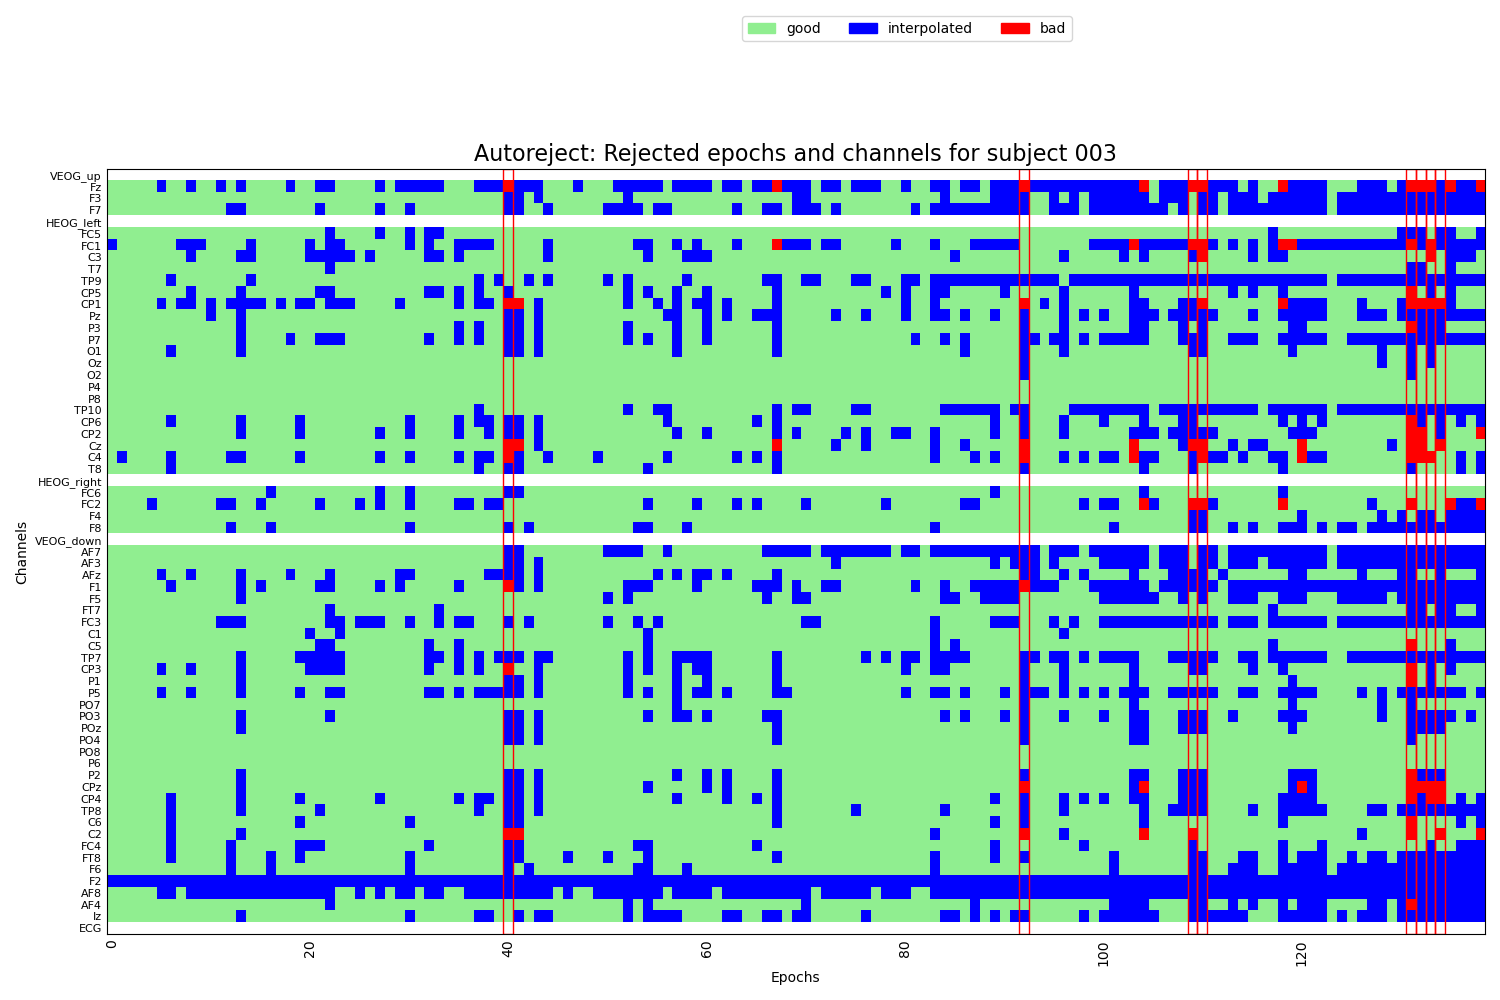 good interpolated bad
Autoreject: Rejected epochs and channels for subject 003
VEOG_up
Fz
F3
F7
HEOG_left
FC5
FC1
C3
T7
TP9
CP5
CP1
Pz
P3
P7
O1
Oz
O2
P4
P8
TP10
CP6
CP2
Cz
C4
T8
HEOG_right
FC6
FC2
F4
F8
VEOG_down
AF7
AF3
AFz
F1
F5
FT7
FC3
C1
C5
TP7
CP3
P1
P5
PO7
PO3
POz
PO4
PO8
P6
P2
CPz
CP4
TP8
C6
C2
FC4
FT8
F6
F2
AF8
AF4
Iz
ECG
Channels
0 20 40 60 80 100 120
Epochs